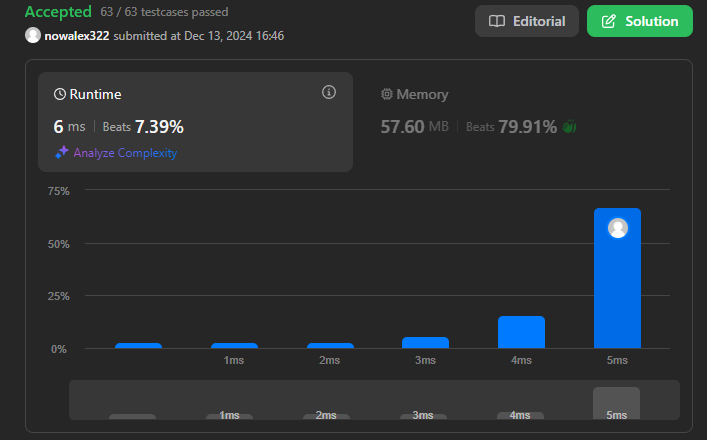 Accepted 63 / 63 testcases passed
nowalex322 submitted at Dec 13, 2024 16:46
Editorial
Solution
Runtime
6 ms Beats 7.39%
Analyze Complexity
Memory
57.60 MB Beats 79.91%
75%
50%
25%
0%
1ms 2ms 3ms 4ms 5ms
1ms 2ms 3ms 4ms 5ms